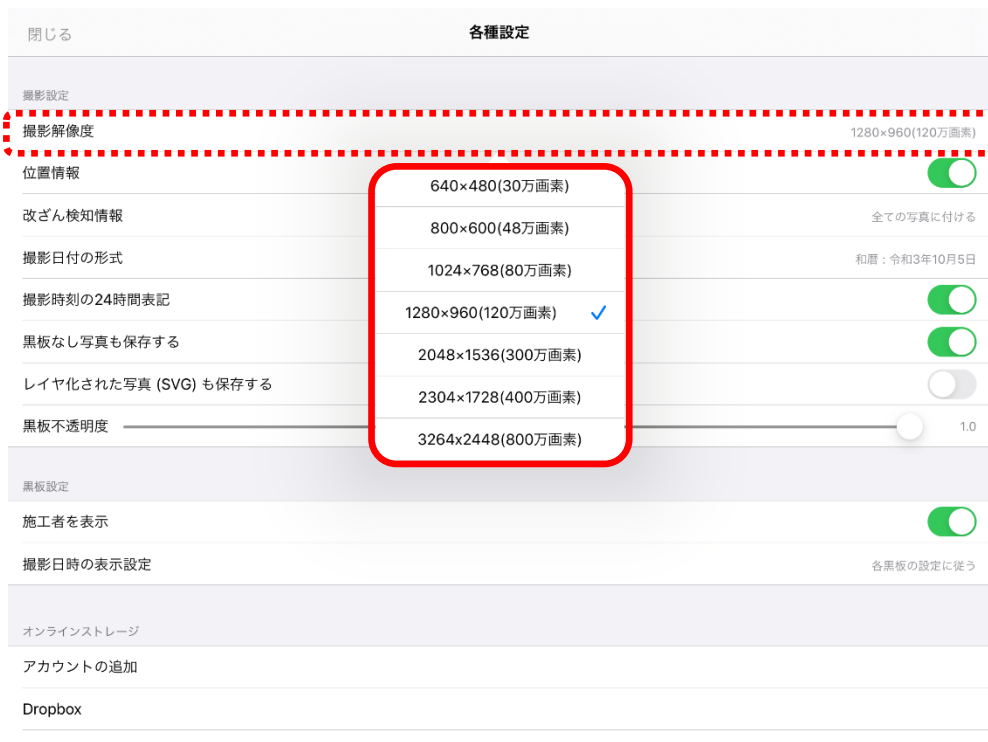 閉じる
各種設定
撮影設定
撮影解像度
1280×960(120万画素)
位置情報
改ざん検知情報
全ての写真に付ける
撮影日付の形式
和暦：令和3年10月5日
撮影時刻の24時間表記
黒板なし写真も保存する
レイヤ化された写真 (SVG) も保存する
黒板不透明度
1.0
640×480(30万画素)
800×600(48万画素)
1024×768(80万画素)
1280×960(120万画素)
2048×1536(300万画素)
2304×1728(400万画素)
3264x2448(800万画素)
黒板設定
施工者を表示
撮影日時の表示設定
各黒板の設定に従う
オンラインストレージ
アカウントの追加
Dropbox